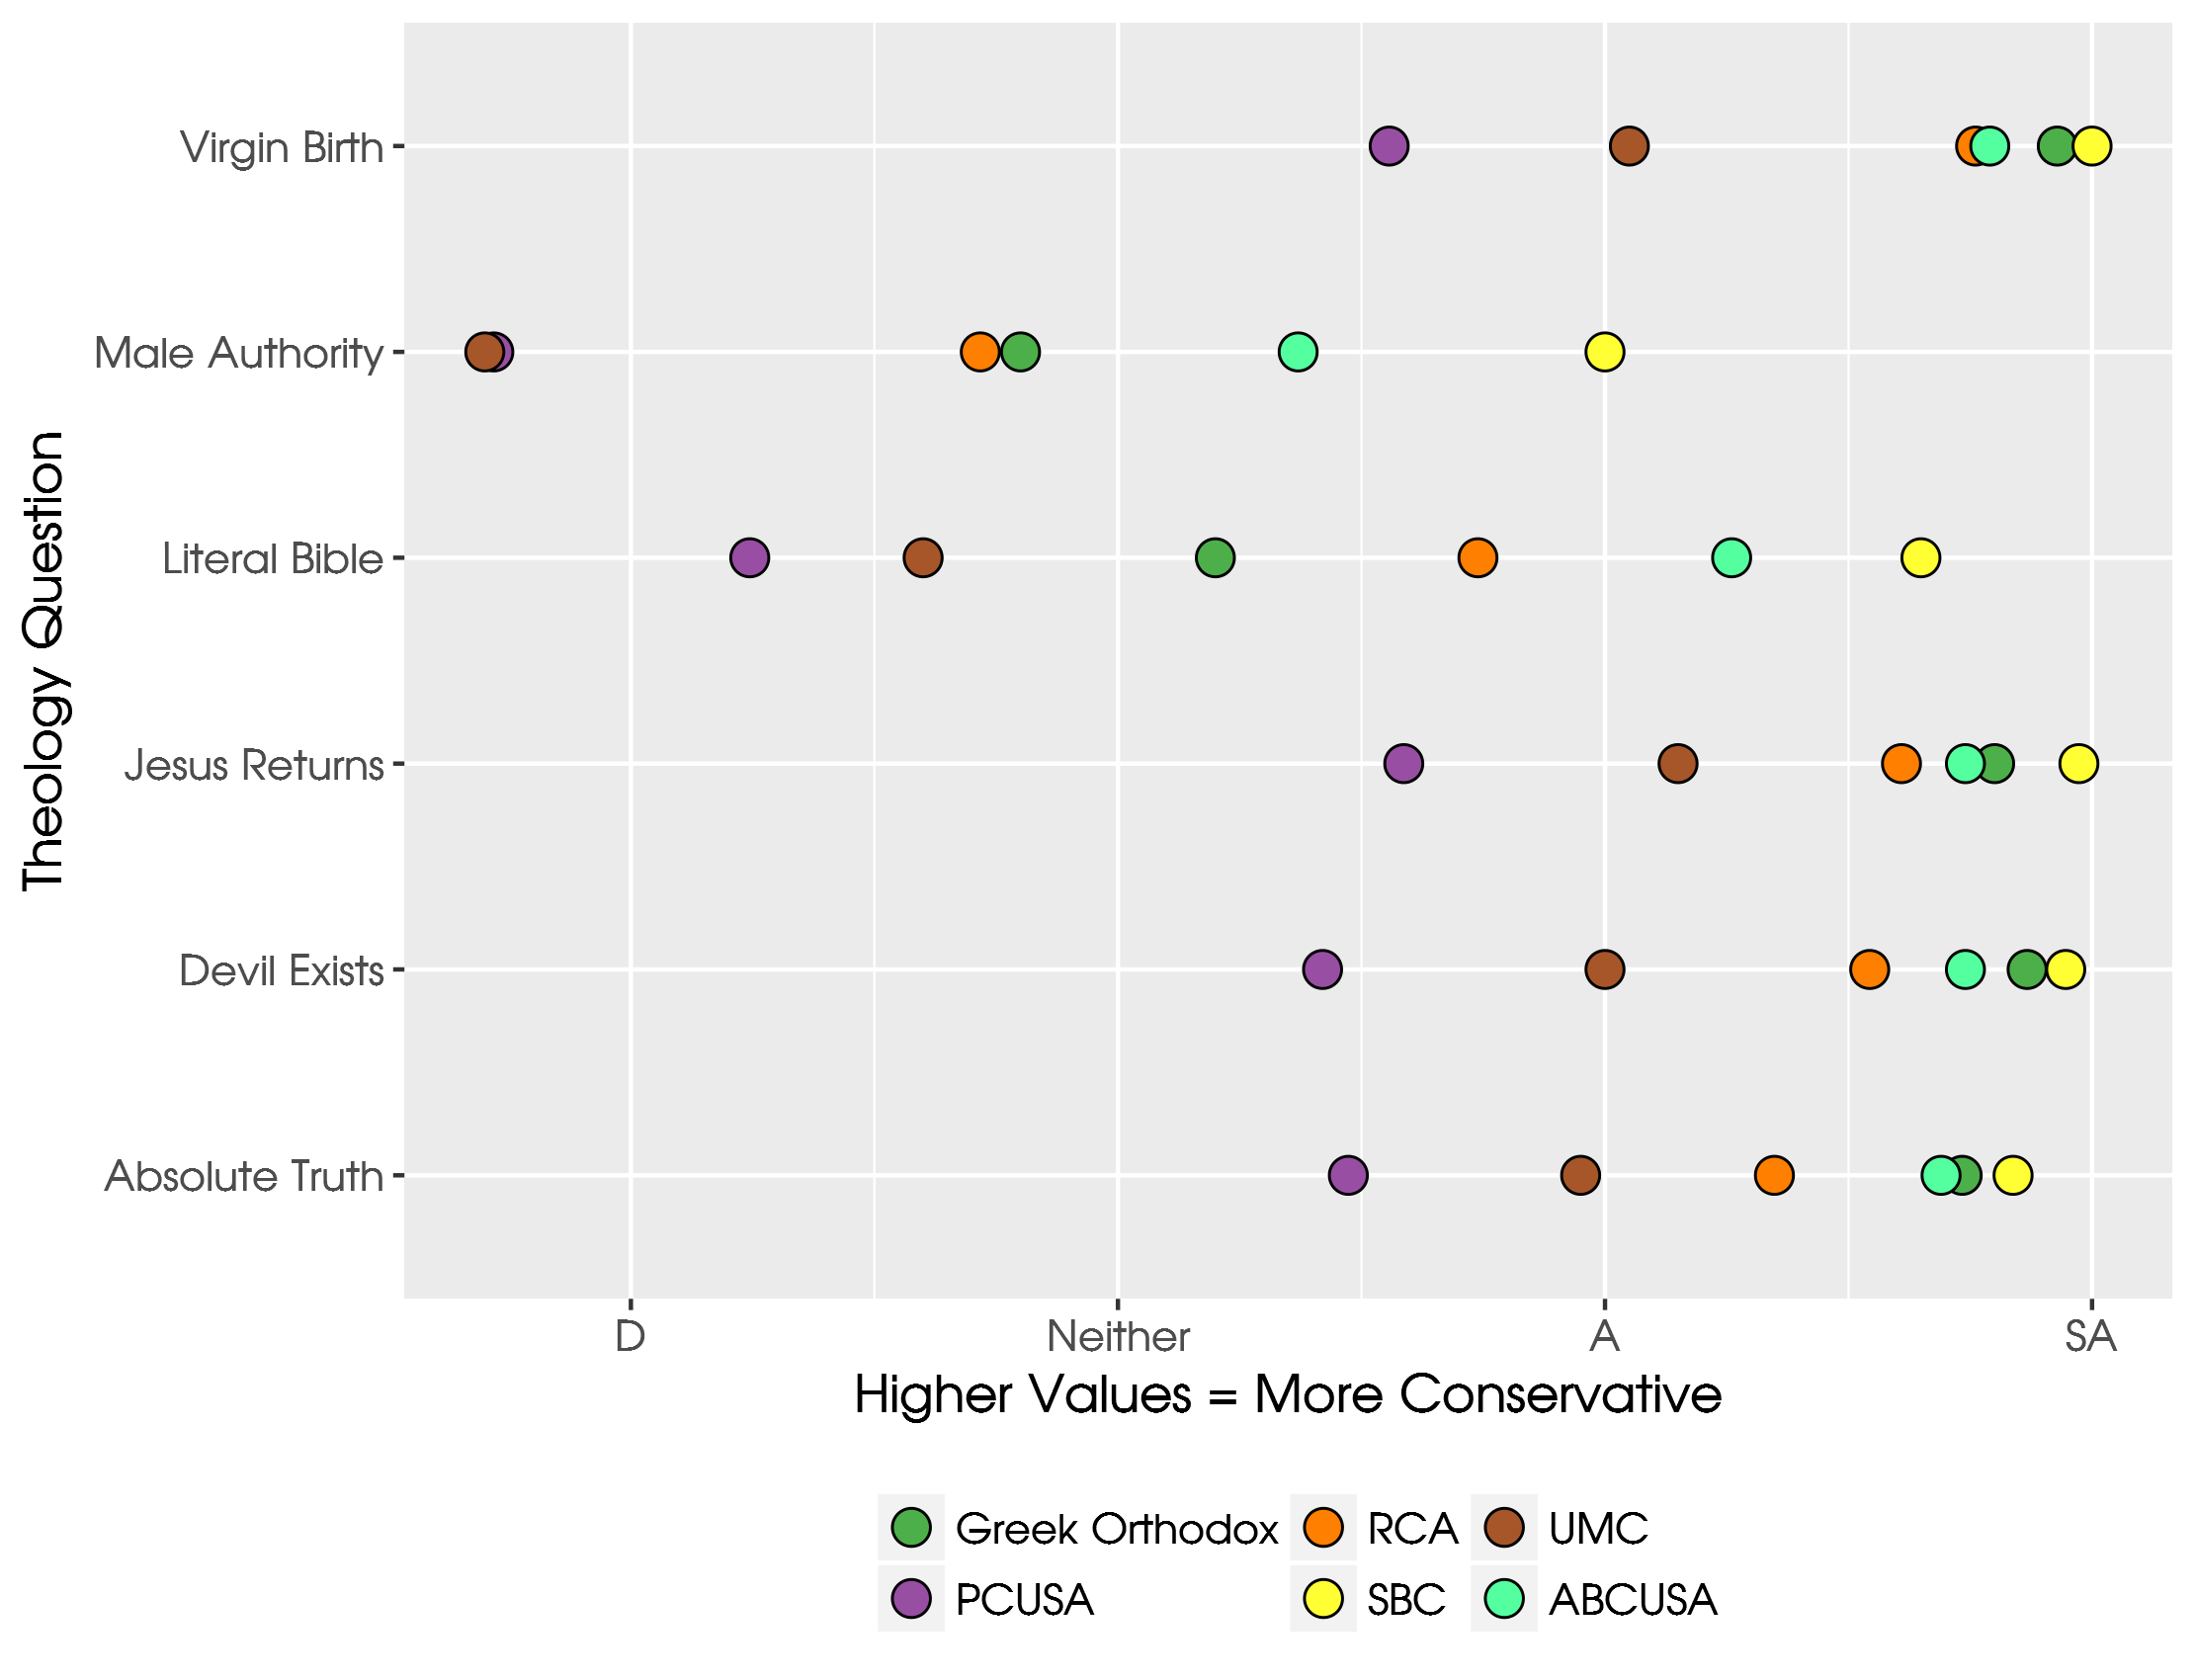 Virgin Birth
Male Authority
Literal Bible
Jesus Returns
Devil Exists
Absolute Truth
Theology Question
D Neither A SA
Higher Values = More Conservative
Greek Orthodox RCA UMC
PCUSA SBC ABCUSA